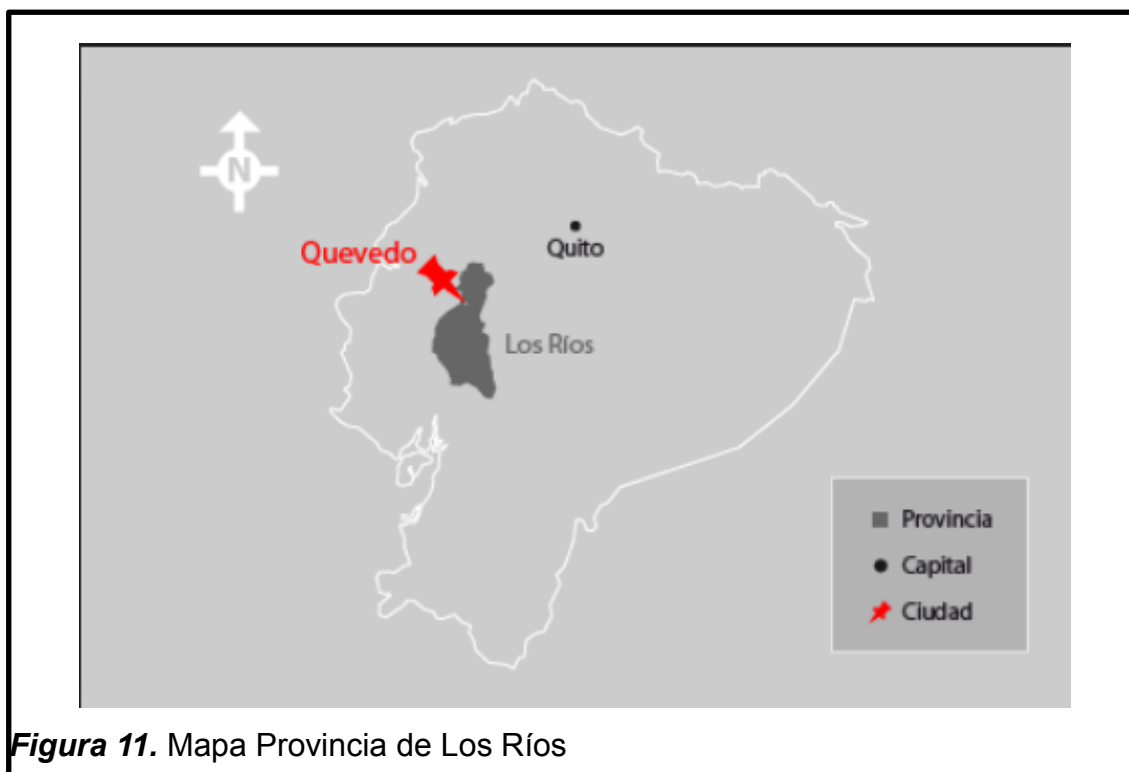 N
Quito
Quevedo
Los Ríos
Provincia
Capital
Ciudad
Figura 11. Mapa Provincia de Los Ríos